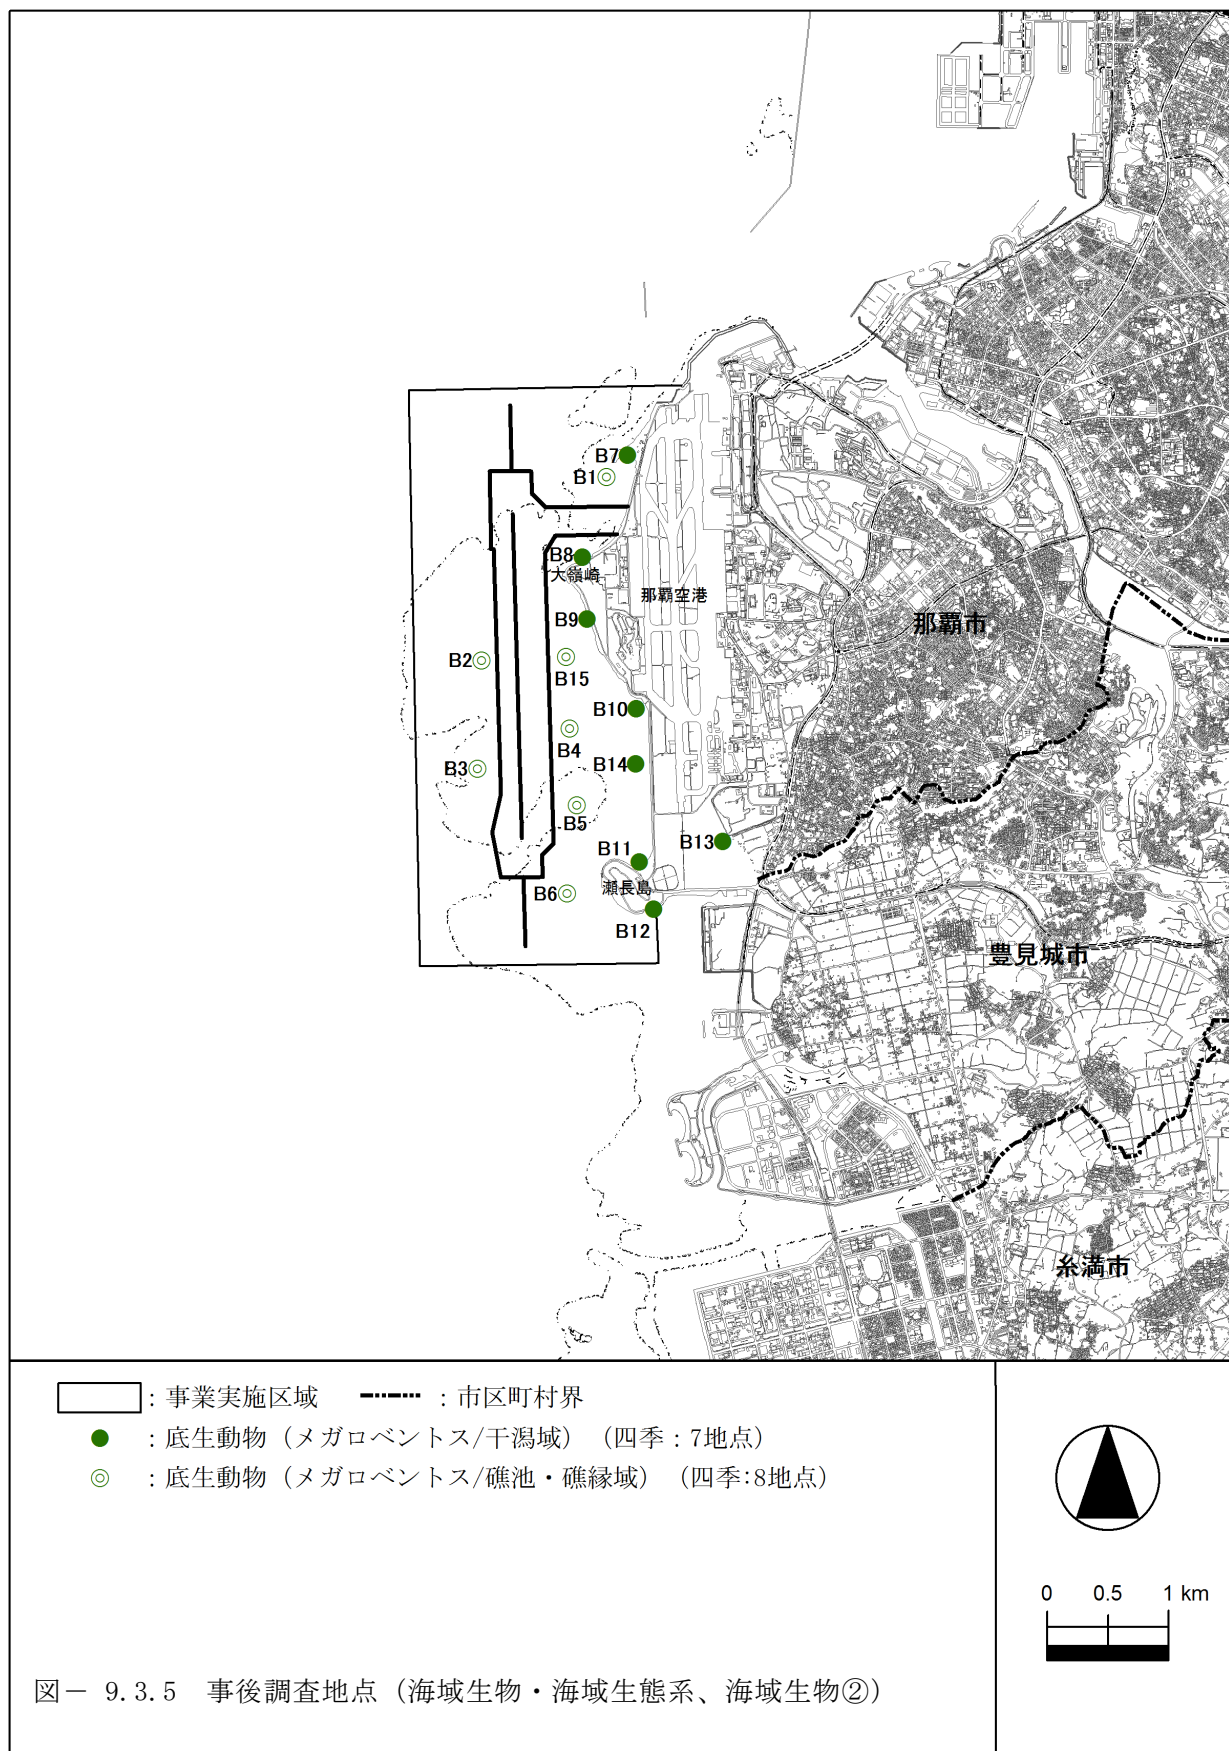 B7
B1
B8
大嶺崎
那覇空港
B9
那覇市
B2
B15
B10
B4
B3
B14
B5
B13
B11
瀬長島
B6
B12
豊見城市
糸満市
：事業実施区域　：市区町村界
：底生動物（メガロベントス/干潟域）（四季：7地点）
：底生動物（メガロベントス/礁池・礁縁域）（四季:8地点）
0 0.5 1 km
図－ 9.3.5　事後調査地点（海域生物・海域生態系、海域生物②）